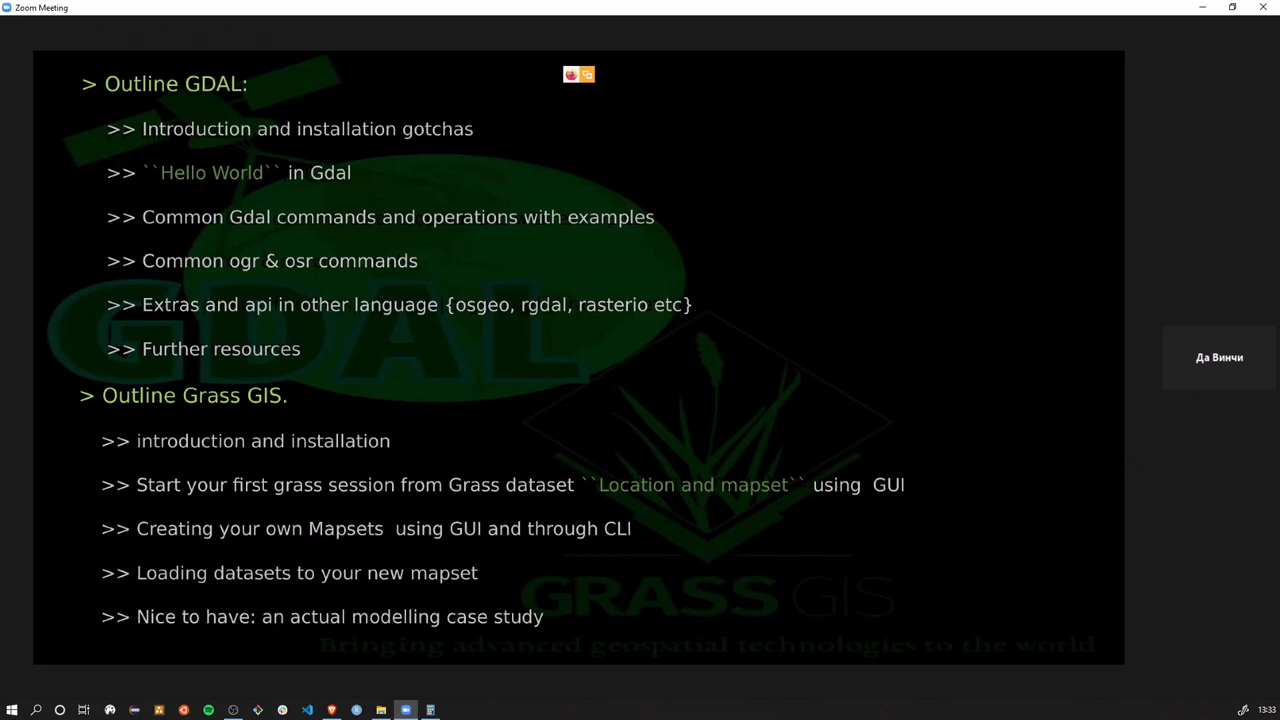 Zoom Meeting
> Outline GDAL:
>> Introduction and installation gotchas
>> ``Hello World`` in Gdal
>> Common Gdal commands and operations with examples
>> Common ogr & osr commands
>> Extras and api in other language {osgeo, rgdal, rasterio etc}
>> Further resources
> Outline Grass GIS.
>> introduction and installation
>> Start your first grass session from Grass dataset ``Location and mapset`` using  GUI
>> Creating your own Mapsets  using GUI and through CLI
>> Loading datasets to your new mapset
>> Nice to have: an actual modelling case study
GDAL
GRASS GIS
Bringing advanced geospatial technologies to the world
Да Винчи
13:33